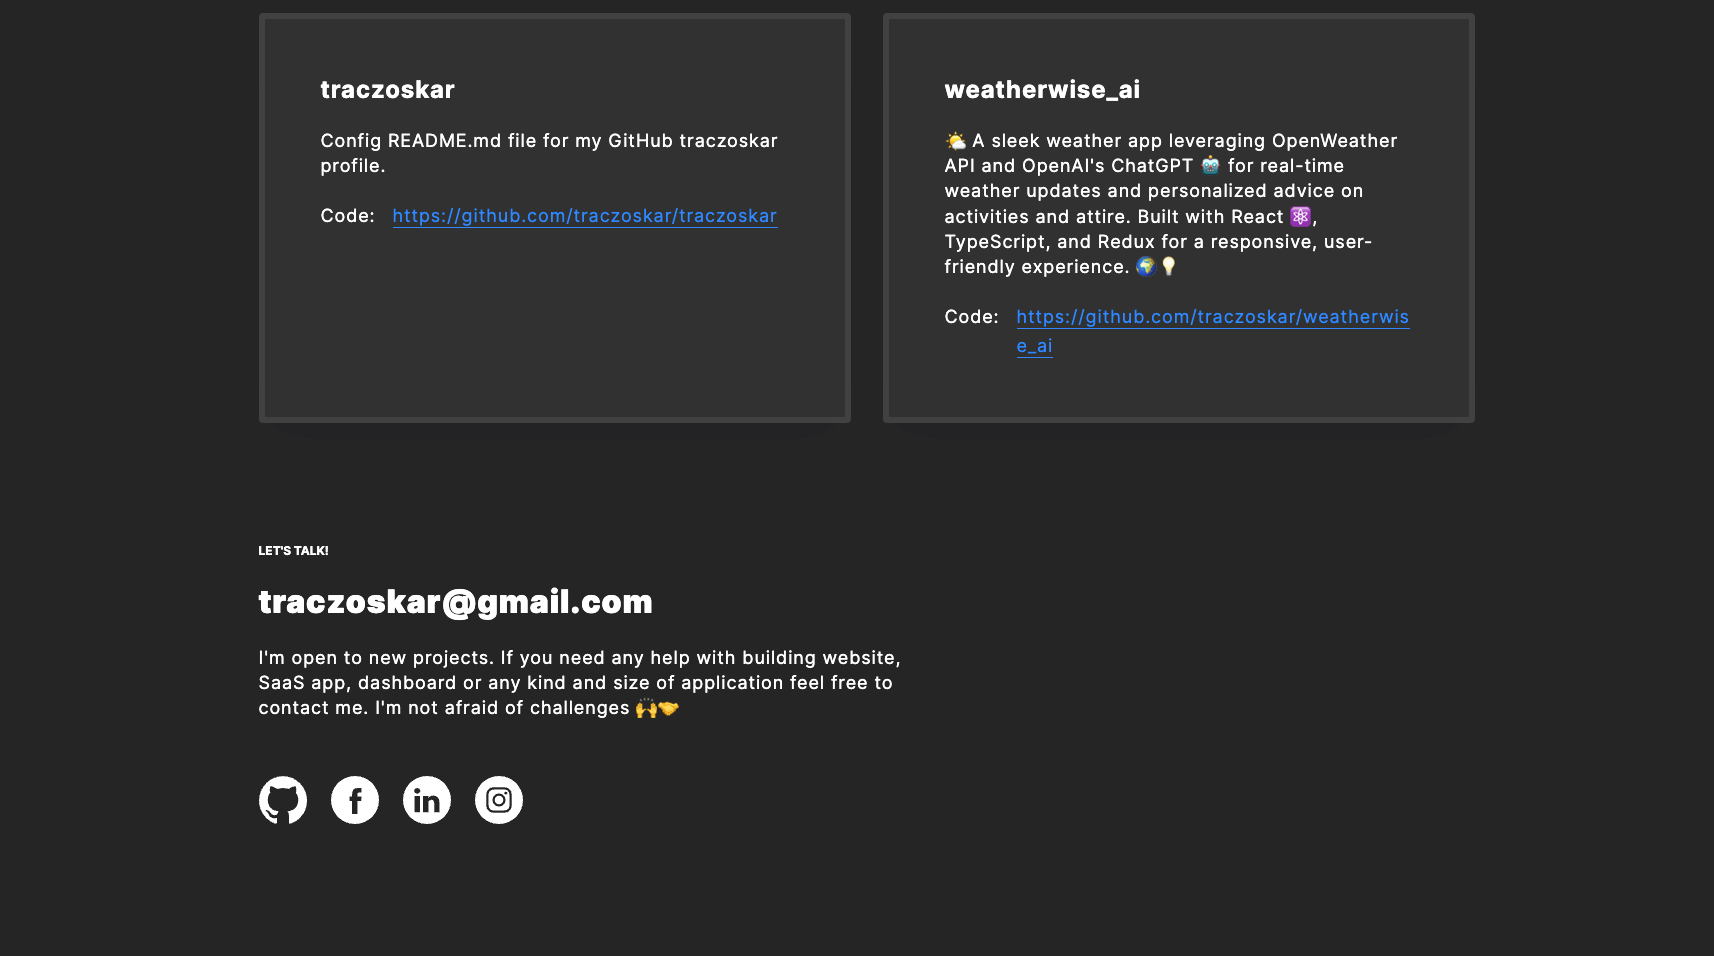 traczoskar
Config README.md file for my GitHub traczoskar
profile.
Code: https://github.com/traczoskar/traczoskar
weatherwise_ai
🌤️ A sleek weather app leveraging OpenWeather
API and OpenAI's ChatGPT 🤖 for real-time
weather updates and personalized advice on
activities and attire. Built with React ⚛️,
TypeScript, and Redux for a responsive, user-
friendly experience. 🌍💡
Code: https://github.com/traczoskar/weatherwis
e_ai
LET'S TALK!
traczoskar@gmail.com
I'm open to new projects. If you need any help with building website,
SaaS app, dashboard or any kind and size of application feel free to
contact me. I'm not afraid of challenges 🙌🤝